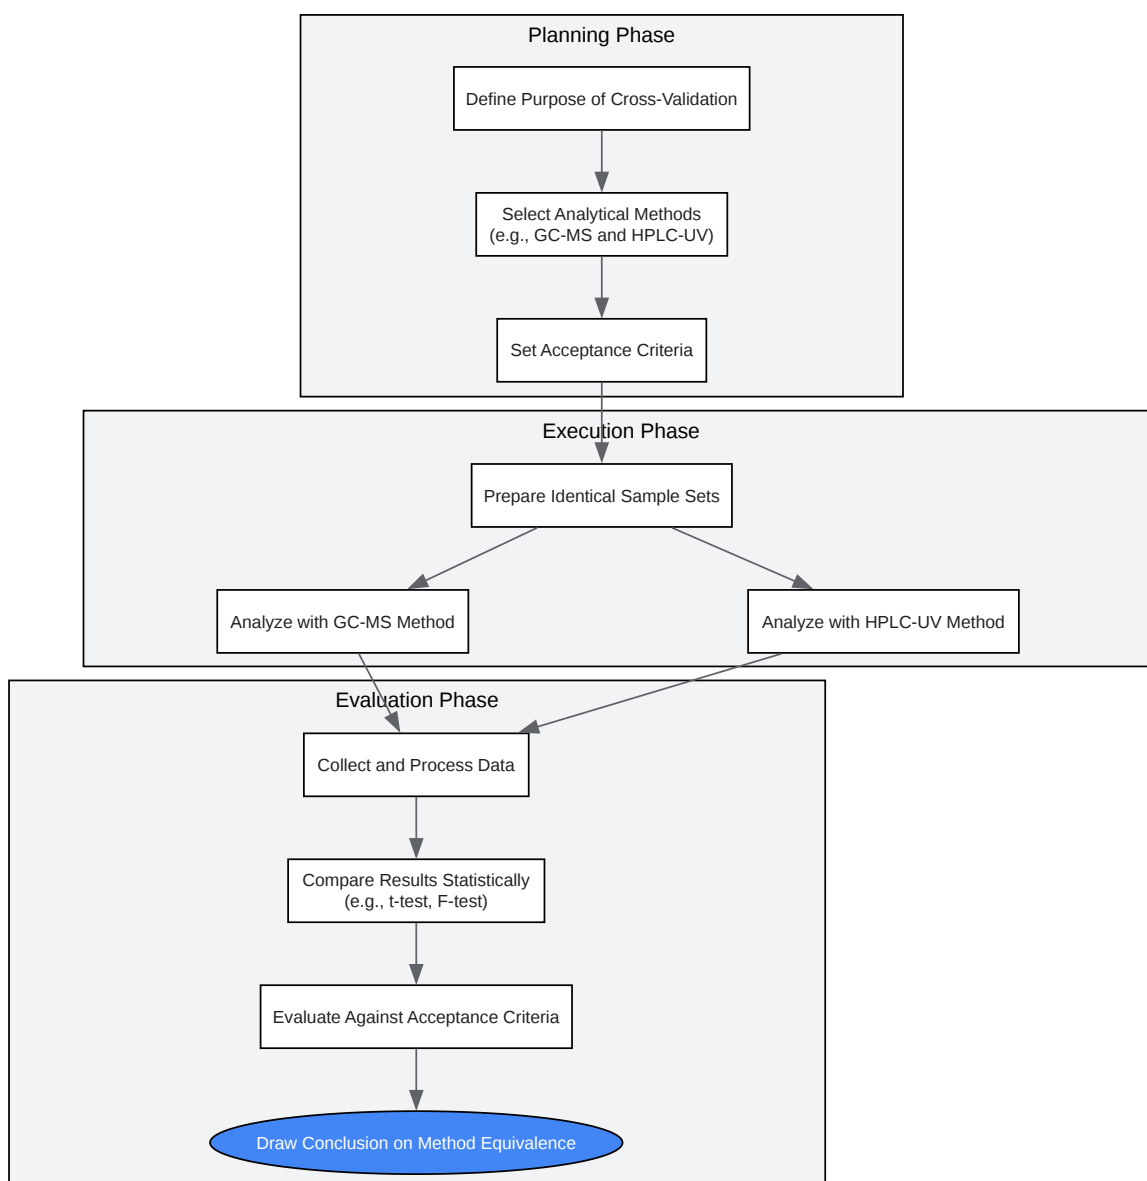 Planning Phase
Define Purpose of Cross-Validation
Select Analytical Methods
(e.g., GC-MS and HPLC-UV)
Set Acceptance Criteria
Execution Phase
Prepare Identical Sample Sets
Analyze with GC-MS Method
Analyze with HPLC-UV Method
Evaluation Phase
Collect and Process Data
Compare Results Statistically
(e.g., t-test, F-test)
Evaluate Against Acceptance Criteria
Draw Conclusion on Method Equivalence